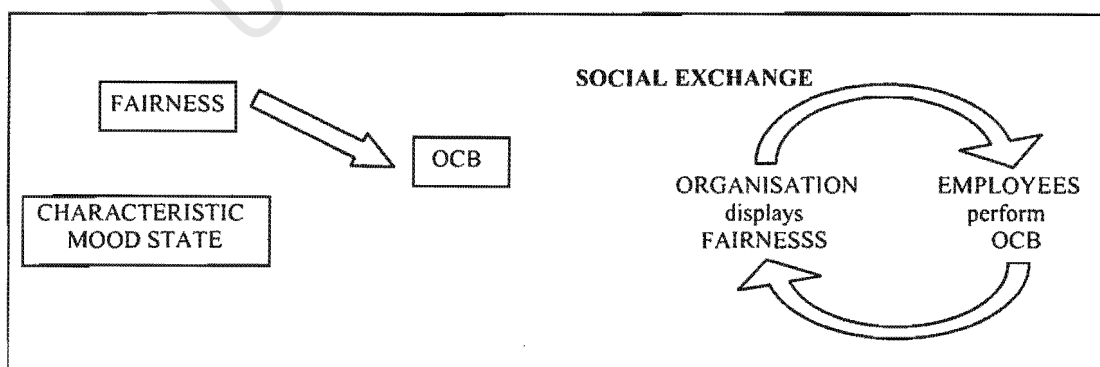 FAIRNESS
OCB
CHARACTERISTIC
MOOD STATE
SOCIAL EXCHANGE
ORGANISATION
displays
FAIRNESSS
EMPLOYEES
perform
OCB